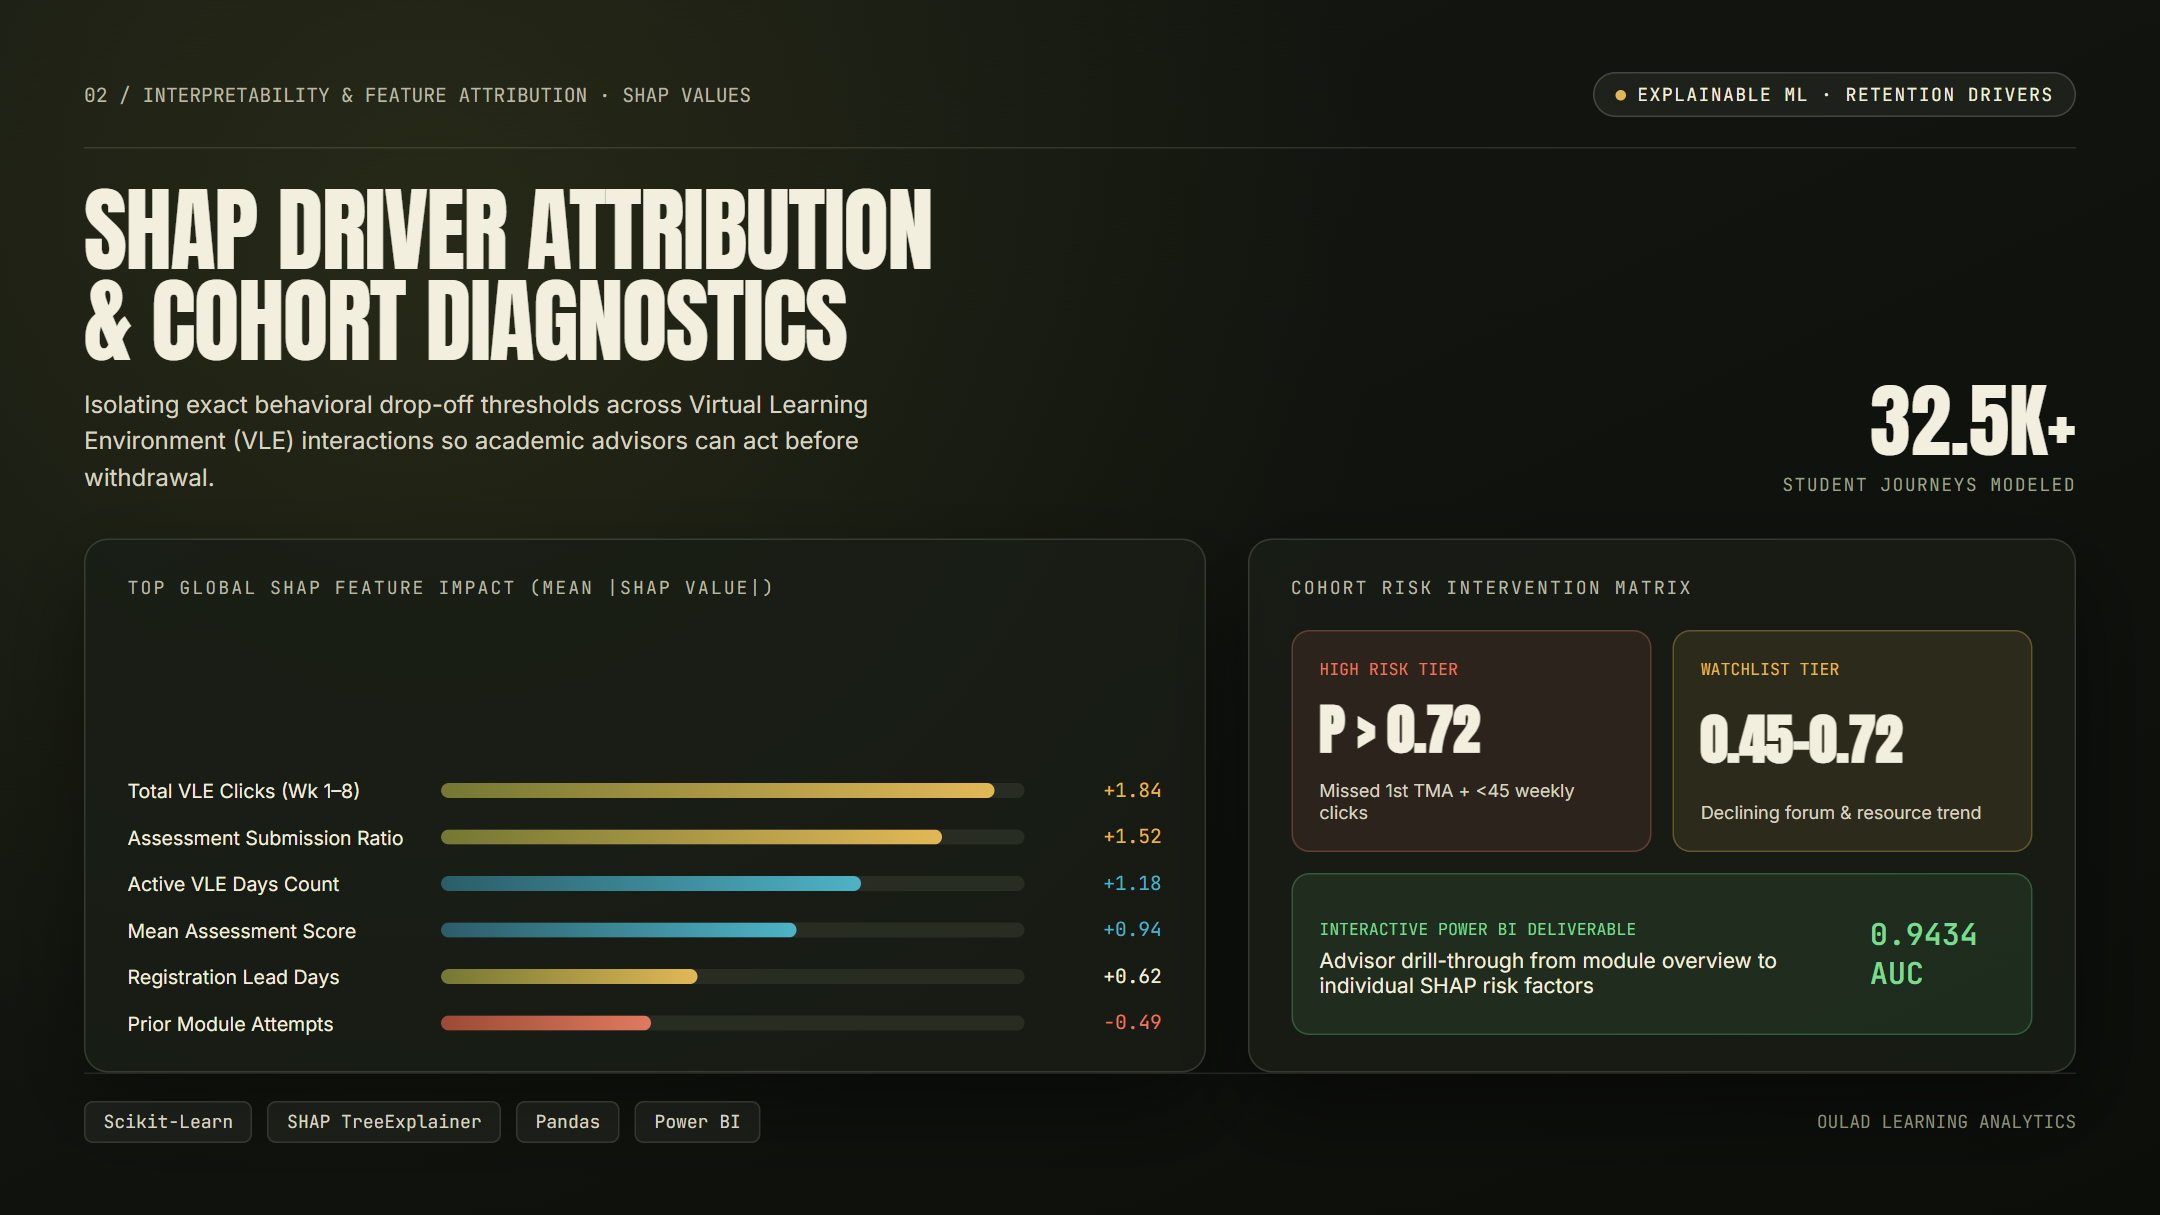 02 / INTERPRETABILITY & FEATURE ATTRIBUTION · SHAP VALUES
EXPLAINABLE ML · RETENTION DRIVERS
SHAP DRIVER ATTRIBUTION
& COHORT DIAGNOSTICS
Isolating exact behavioral drop-off thresholds across Virtual Learning
Environment (VLE) interactions so academic advisors can act before
withdrawal.
32.5K+
STUDENT JOURNEYS MODELED
TOP GLOBAL SHAP FEATURE IMPACT (MEAN |SHAP VALUE|)
Total VLE Clicks (Wk 1–8) +1.84
Assessment Submission Ratio +1.52
Active VLE Days Count +1.18
Mean Assessment Score +0.94
Registration Lead Days +0.62
Prior Module Attempts -0.49
COHORT RISK INTERVENTION MATRIX
HIGH RISK TIER
P > 0.72
Missed 1st TMA + <45 weekly
clicks
WATCHLIST TIER
0.45-0.72
Declining forum & resource trend
INTERACTIVE POWER BI DELIVERABLE
Advisor drill-through from module overview to
individual SHAP risk factors
0.9434
AUC
Scikit-Learn
SHAP TreeExplainer
Pandas
Power BI
OULAD LEARNING ANALYTICS